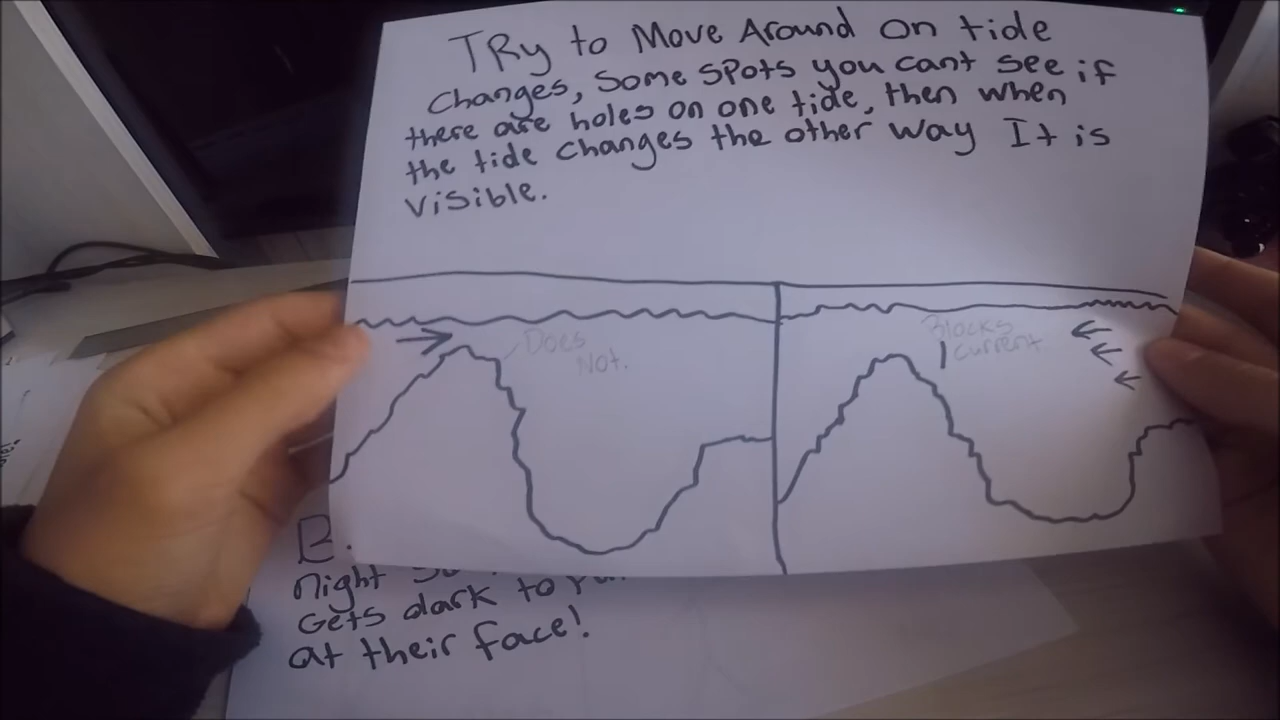 TRy to Move Around on tide
changes, Some spots you cant see if
there are holes on one tide, then when
the tide changes the other way It is
visible.
Does
Not.
Blocks
current
night
Gets dark to
at their face!